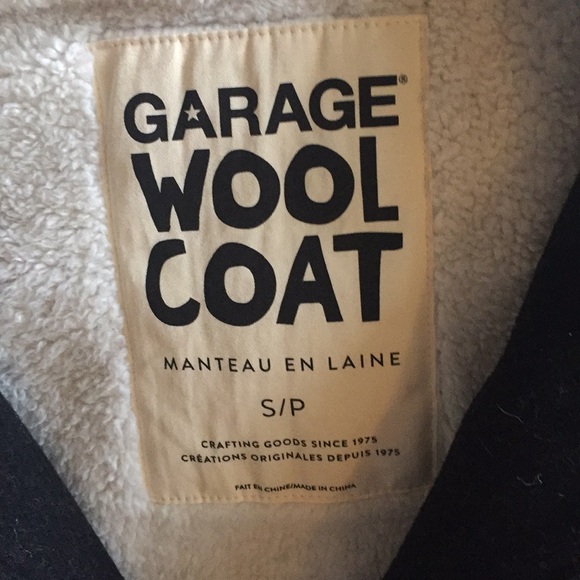 GARAGE®
WOOL
COAT
MANTEAU EN LAINE
S/P
CRAFTING GOODS SINCE 1975
CRÉATIONS ORIGINALES DEPUIS 1975
FAIT EN CHINE/MADE IN CHINA